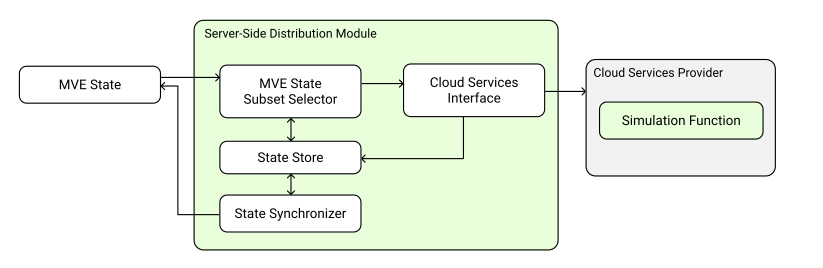 Server-Side Distribution Module
MVE State
MVE State
Subset Selector
Cloud Services
Interface
Cloud Services Provider
Simulation Function
State Store
State Synchronizer